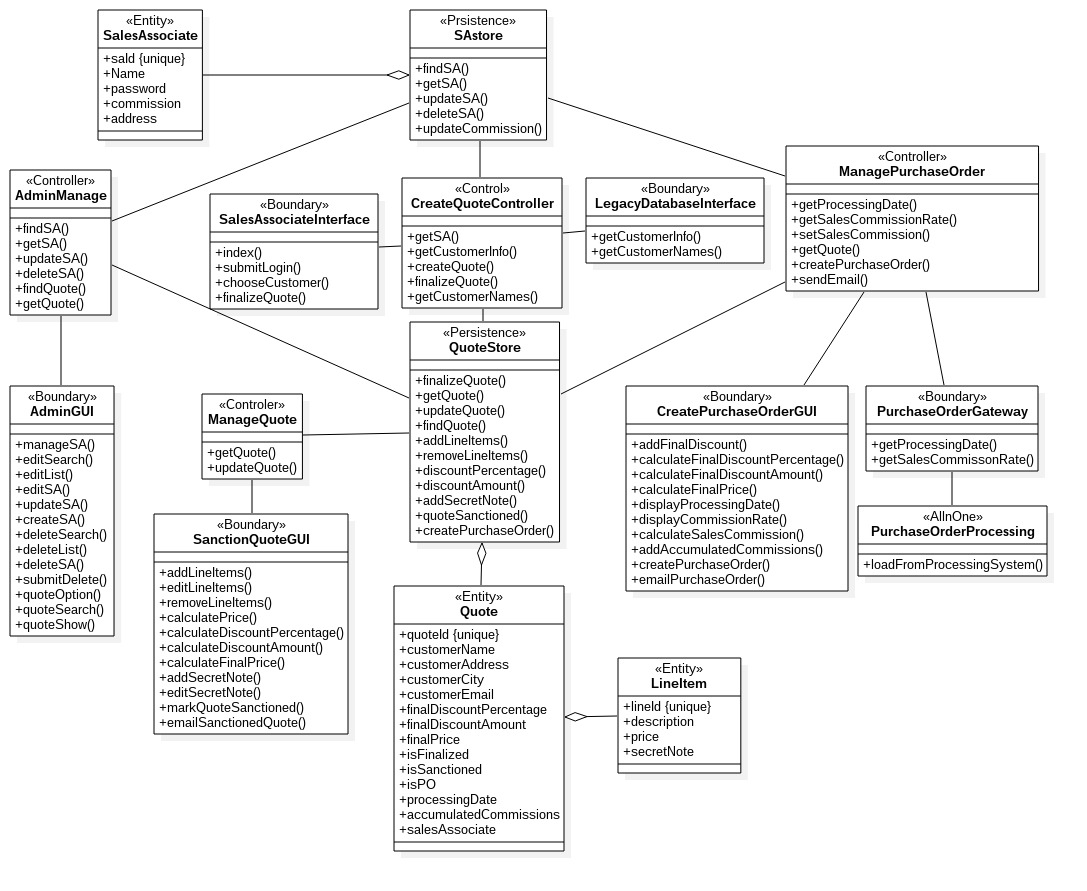 «Entity»
SalesAssociate
+saId {unique}
+Name
+password
+commission
+address
«Prsistence»
SAstore
+findSA()
+getSA()
+updateSA()
+deleteSA()
+updateCommission()
«Controller»
AdminManage
+findSA()
+getSA()
+updateSA()
+deleteSA()
+findQuote()
+getQuote()
«Boundary»
SalesAssociateInterface
+index()
+submitLogin()
+chooseCustomer()
+finalizeQuote()
«Control»
CreateQuoteController
+getSA()
+getCustomerInfo()
+createQuote()
+finalizeQuote()
+getCustomerNames()
«Boundary»
LegacyDatabaseInterface
+getCustomerInfo()
+getCustomerNames()
«Controller»
ManagePurchaseOrder
+getProcessingDate()
+getSalesCommissionRate()
+setSalesCommission()
+getQuote()
+createPurchaseOrder()
+sendEmail()
«Boundary»
AdminGUI
+manageSA()
+editSearch()
+editList()
+editSA()
+updateSA()
+createSA()
+deleteSearch()
+deleteList()
+deleteSA()
+submitDelete()
+quoteOption()
+quoteSearch()
+quoteShow()
«Controler»
ManageQuote
+getQuote()
+updateQuote()
«Persistence»
QuoteStore
+finalizeQuote()
+getQuote()
+updateQuote()
+findQuote()
+addLineItems()
+removeLineItems()
+discountPercentage()
+discountAmount()
+addSecretNote()
+quoteSanctioned()
+createPurchaseOrder()
«Boundary»
CreatePurchaseOrderGUI
+addFinalDiscount()
+calculateFinalDiscountPercentage()
+calculateFinalDiscountAmount()
+calculateFinalPrice()
+displayProcessingDate()
+displayCommissionRate()
+calculateSalesCommission()
+addAccumulatedCommissions()
+createPurchaseOrder()
+emailPurchaseOrder()
«Boundary»
PurchaseOrderGateway
+getProcessingDate()
+getSalesCommissonRate()
«AllnOne»
PurchaseOrderProcessing
+loadFromProcessingSystem()
«Boundary»
SanctionQuoteGUI
+addLineItems()
+editLineItems()
+removeLineItems()
+calculatePrice()
+calculateDiscountPercentage()
+calculateDiscountAmount()
+calculateFinalPrice()
+addSecretNote()
+editSecretNote()
+markQuoteSanctioned()
+emailSanctionedQuote()
«Entity»
Quote
+quoteId {unique}
+customerName
+customerAddress
+customerCity
+customerEmail
+finalDiscountPercentage
+finalDiscountAmount
+finalPrice
+isFinalized
+isSanctioned
+isPO
+processingDate
+accumulatedCommissions
+salesAssociate
«Entity»
LineItem
+lineId {unique}
+description
+price
+secretNote